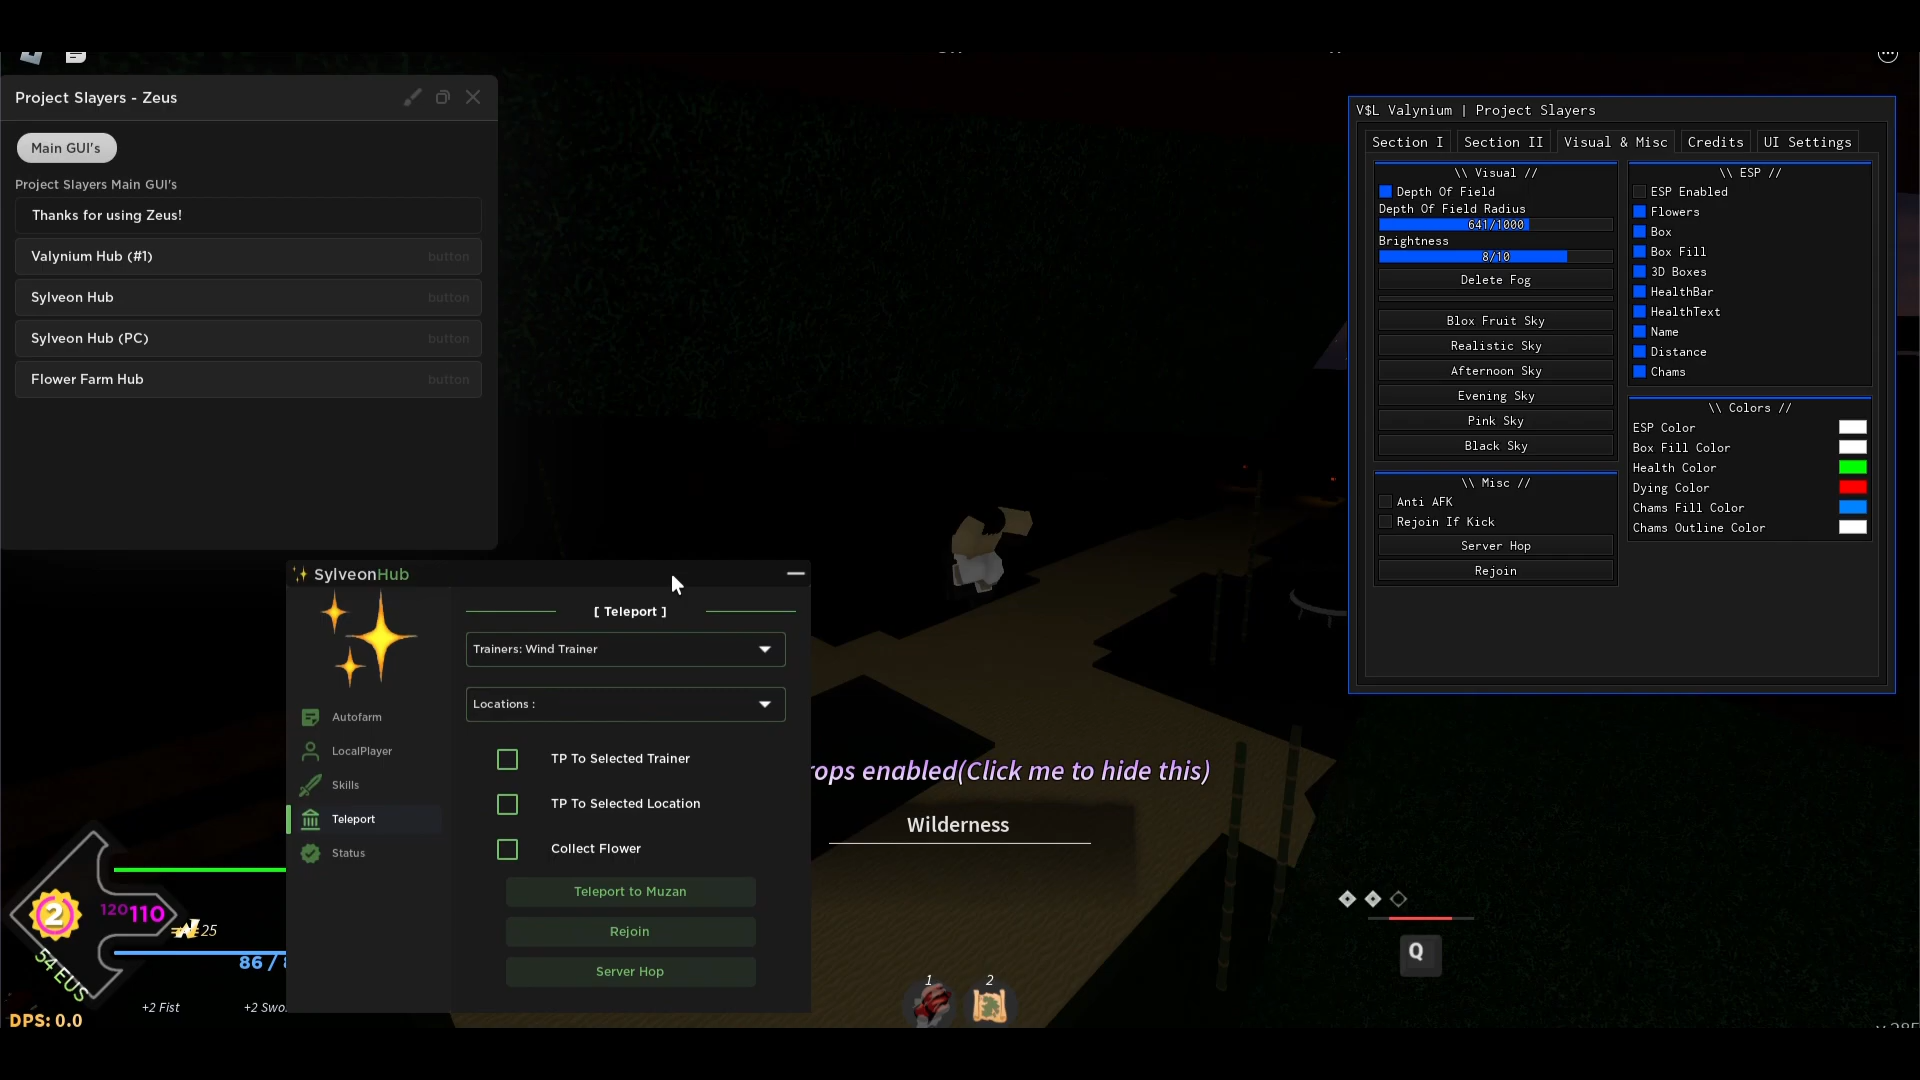 Project Slayers - Zeus
Main GUI's
Project Slayers Main GUI's
Thanks for using Zeus!
Valynium Hub (#1) button
Sylveon Hub button
Sylveon Hub (PC) button
Flower Farm Hub button
V$L Valynium | Project Slayers
Section I Section II Visual & Misc Credits UI Settings
\\ Visual //
Depth Of Field
Depth Of Field Radius
641/1000
Brightness
8/10
Delete Fog
Blox Fruit Sky
Realistic Sky
Afternoon Sky
Evening Sky
Pink Sky
Black Sky
\\ Misc //
Anti AFK
Rejoin If Kick
Server Hop
Rejoin
\\ ESP //
ESP Enabled
Flowers
Box
Box Fill
3D Boxes
HealthBar
HealthText
Name
Distance
Chams
\\ Colors //
ESP Color
Box Fill Color
Health Color
Dying Color
Chams Fill Color
Chams Outline Color
SylveonHub
Autofarm
LocalPlayer
Skills
Teleport
Status
[ Teleport ]
Trainers: Wind Trainer
Locations :
TP To Selected Trainer
TP To Selected Location
Collect Flower
Teleport to Muzan
Rejoin
Server Hop
rops enabled(Click me to hide this)
Wilderness
2
120110
25
86 /
54 EUS
+2 Fist
+2 Swo
DPS: 0.0
1 2
Q